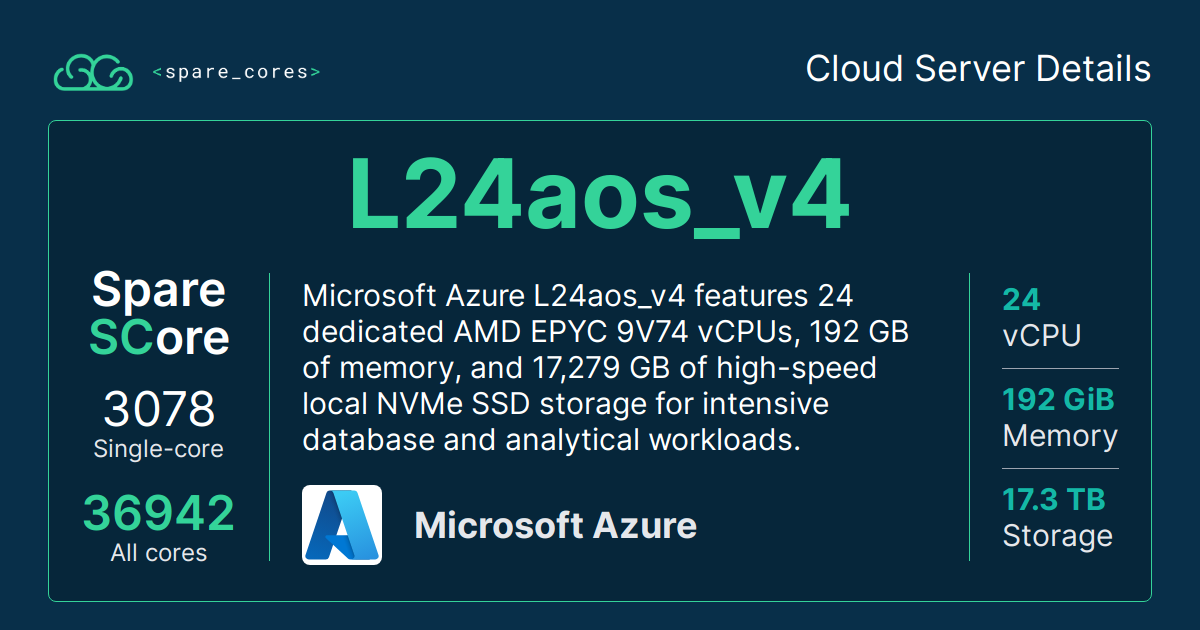 <spare_cores>
Cloud Server Details
L24aos_v4
Spare
SCore
3078
Single-core
36942
All cores
Microsoft Azure L24aos_v4 features 24
dedicated AMD EPYC 9V74 vCPUs, 192 GB
of memory, and 17,279 GB of high-speed
local NVMe SSD storage for intensive
database and analytical workloads.
Microsoft Azure
24
vCPU
192 GiB
Memory
17.3 TB
Storage